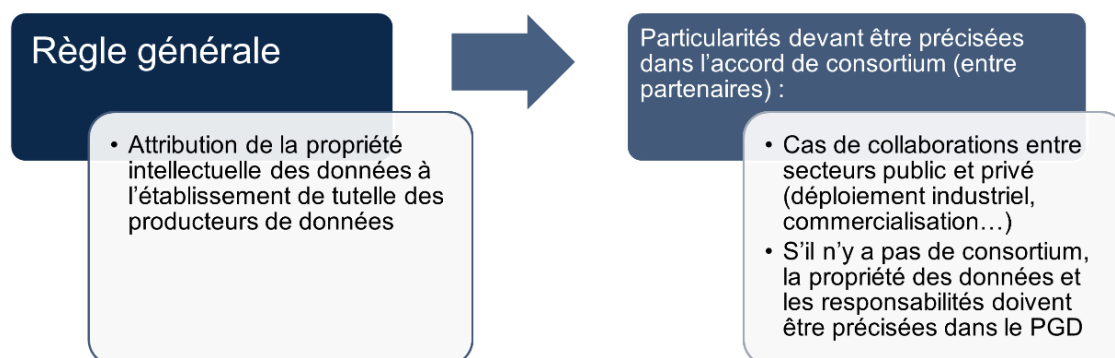 Règle générale
• Attribution de la propriété
intellectuelle des données à
l’établissement de tutelle des
producteurs de données
Particularités devant être précisées
dans l’accord de consortium (entre
partenaires) :
• Cas de collaborations entre
secteurs public et privé
(déploiement industriel,
commercialisation…)
• S’il n’y a pas de consortium,
la propriété des données et
les responsabilités doivent
être précisées dans le PGD